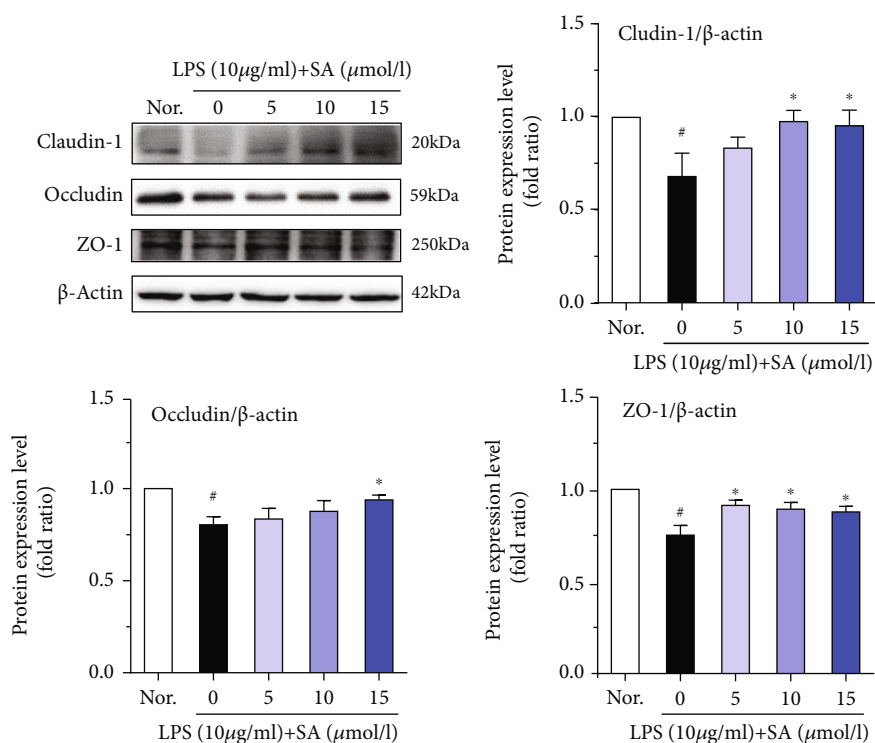 LPS (10μg/ml)+SA (μmol/l)
Nor. 0 5 10 15
Claudin-1 20kDa
Occludin 59kDa
ZO-1 250kDa
β-Actin 42kDa
Cludin-1/β-actin
Protein expression level
(fold ratio)
1.5
1.0
0.5
0.0
#
*
*
Nor. 0 5 10 15
LPS (10μg/ml)+SA (μmol/l)
Occludin/β-actin
Protein expression level
(fold ratio)
1.5
1.0
0.5
0.0
#
*
Nor. 0 5 10 15
LPS (10μg/ml)+SA (μmol/l)
ZO-1/β-actin
Protein expression level
(fold ratio)
1.5
1.0
0.5
0.0
#
*
*
*
Nor. 0 5 10 15
LPS (10μg/ml)+SA (μmol/l)